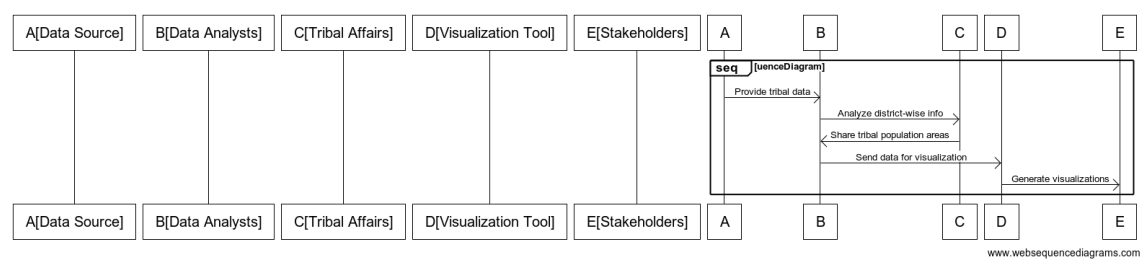 A[Data Source] B[Data Analysts] C[Tribal Affairs] D[Visualization Tool] E[Stakeholders] A B C D E
seq [uenceDiagram]
Provide tribal data
Analyze district-wise info
Share tribal population areas
Send data for visualization
Generate visualizations
A[Data Source] B[Data Analysts] C[Tribal Affairs] D[Visualization Tool] E[Stakeholders] A B C D E
www.websequencediagrams.com